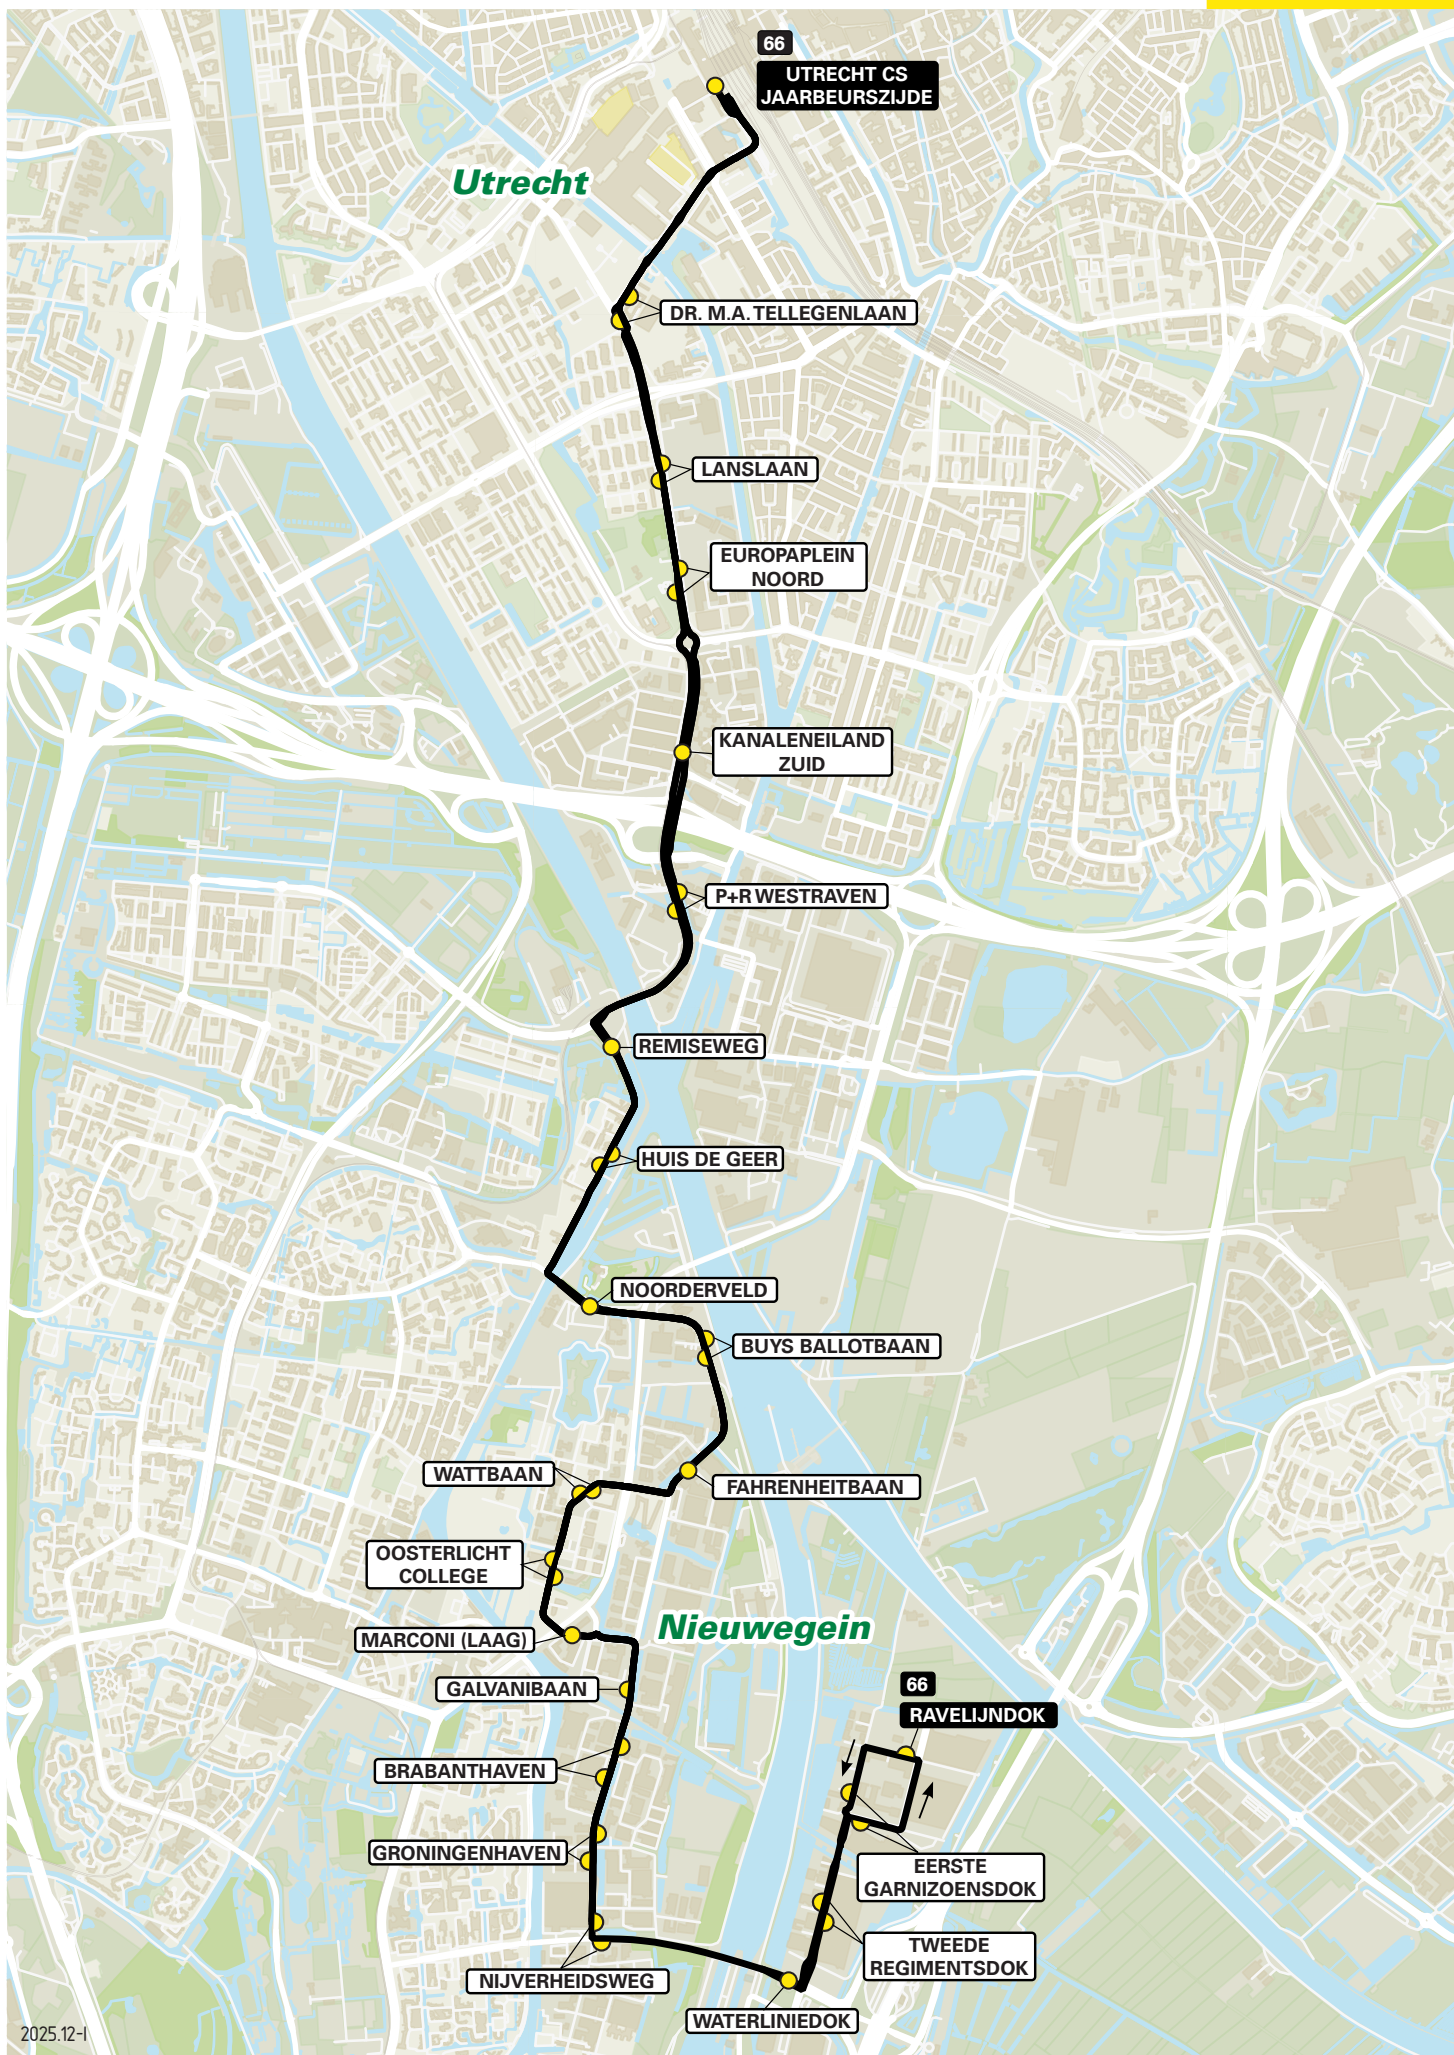 66
UTRECHT CS
JAARBEURSZIJDE
Utrecht
DR. M.A. TELLEGENLAAN
LANSLAAN
EUROPAPLEIN
NOORD
KANALENEILAND
ZUID
P+R WESTRAVEN
REMISEWEG
HUIS DE GEER
NOORDERVELD
BUYS BALLOTBAAN
WATTBAAN
FAHRENHEITBAAN
OOSTERLICHT
COLLEGE
Nieuwegein
MARCONI (LAAG)
GALVANIBAAN
66
RAVELIJNDOK
BRABANTHAVEN
GRONINGENHAVEN
EERSTE
GARNIZOENSDOK
TWEEDE
REGIMENTSDOK
NIJVERHEIDSWEG
WATERLINIEDOK
2025.12-I